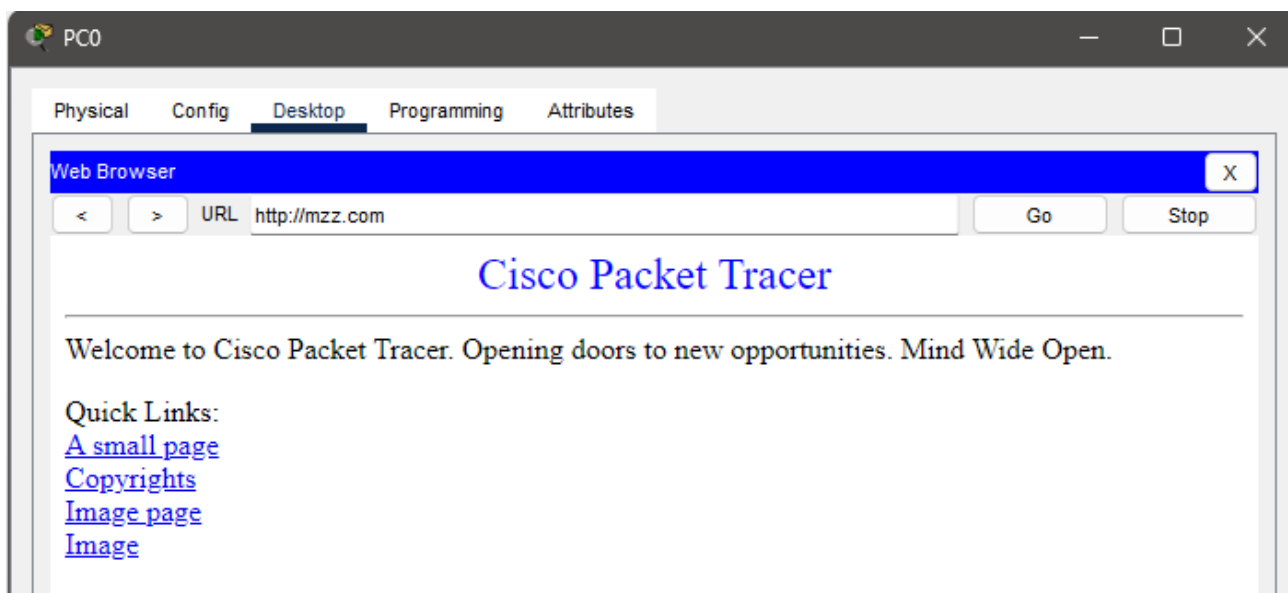 PC0
Physical Config Desktop Programming Attributes
Web Browser X
< > URL http://mzz.com Go Stop
Cisco Packet Tracer
Welcome to Cisco Packet Tracer. Opening doors to new opportunities. Mind Wide Open.
Quick Links:
A small page
Copyrights
Image page
Image